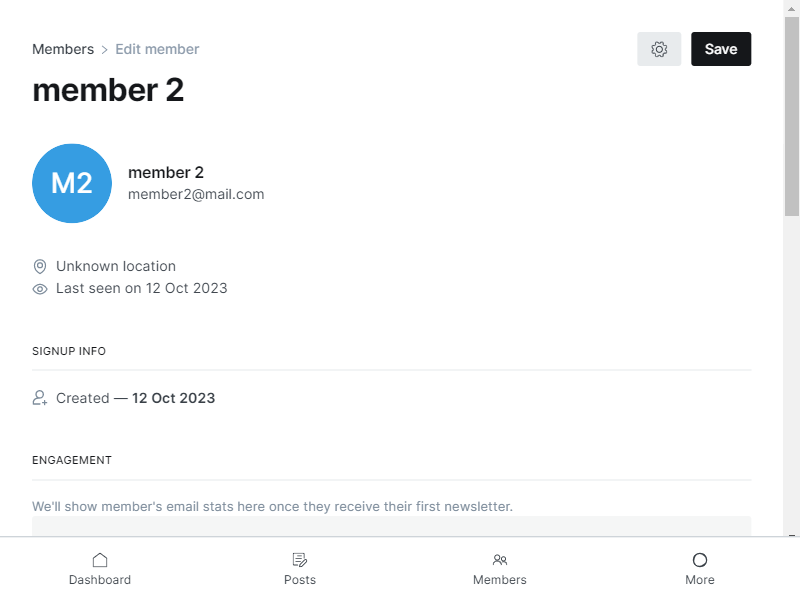 Members > Edit member
Save
member 2
M2
member 2
member2@mail.com
Unknown location
Last seen on 12 Oct 2023
SIGNUP INFO
Created — 12 Oct 2023
ENGAGEMENT
We'll show member's email stats here once they receive their first newsletter.
Dashboard
Posts
Members
More